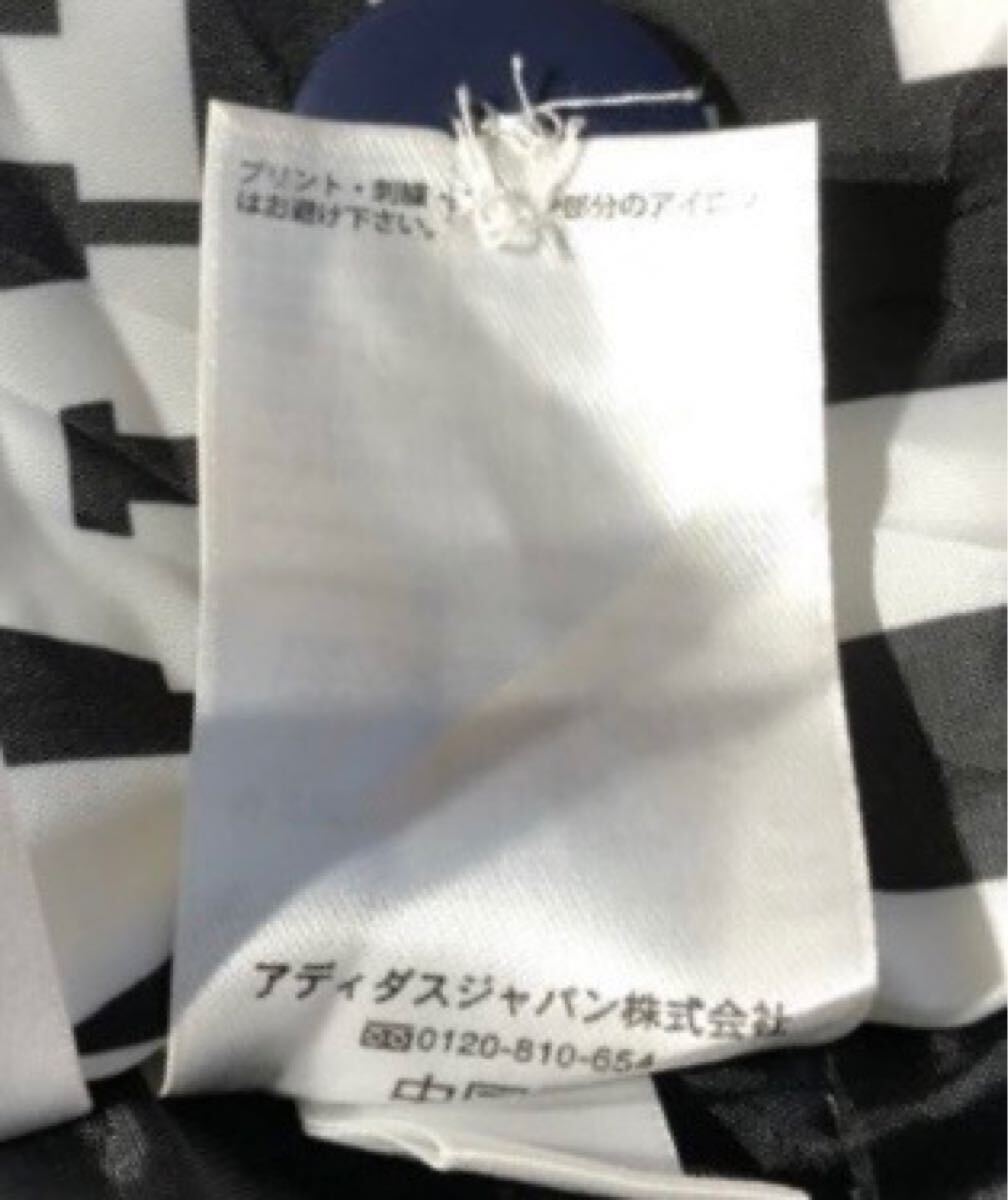 プリント・刺繍 部分のアイロン
はお避け下さい。
アディダスジャパン株式会社
0120-810-654